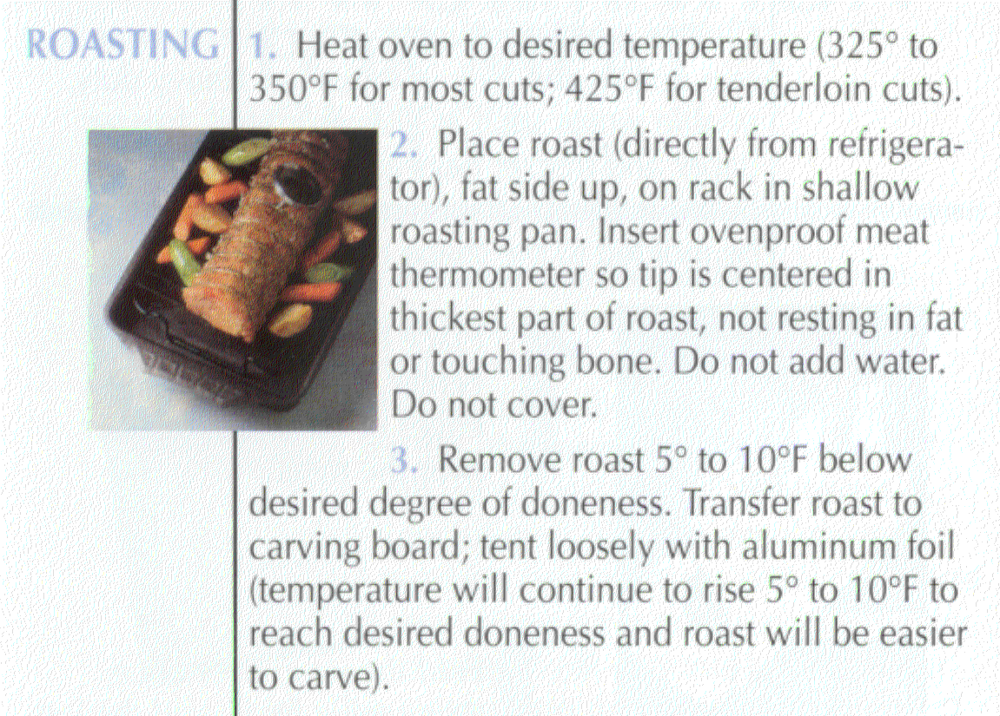 ROASTING
1. Heat oven to desired temperature (325° to
350°F for most cuts; 425°F for tenderloin cuts).
2. Place roast (directly from refrigera-
tor), fat side up, on rack in shallow
roasting pan. Insert ovenproof meat
thermometer so tip is centered in
thickest part of roast, not resting in fat
or touching bone. Do not add water.
Do not cover.
3. Remove roast 5° to 10°F below
desired degree of doneness. Transfer roast to
carving board; tent loosely with aluminum foil
(temperature will continue to rise 5° to 10°F to
reach desired doneness and roast will be easier
to carve).